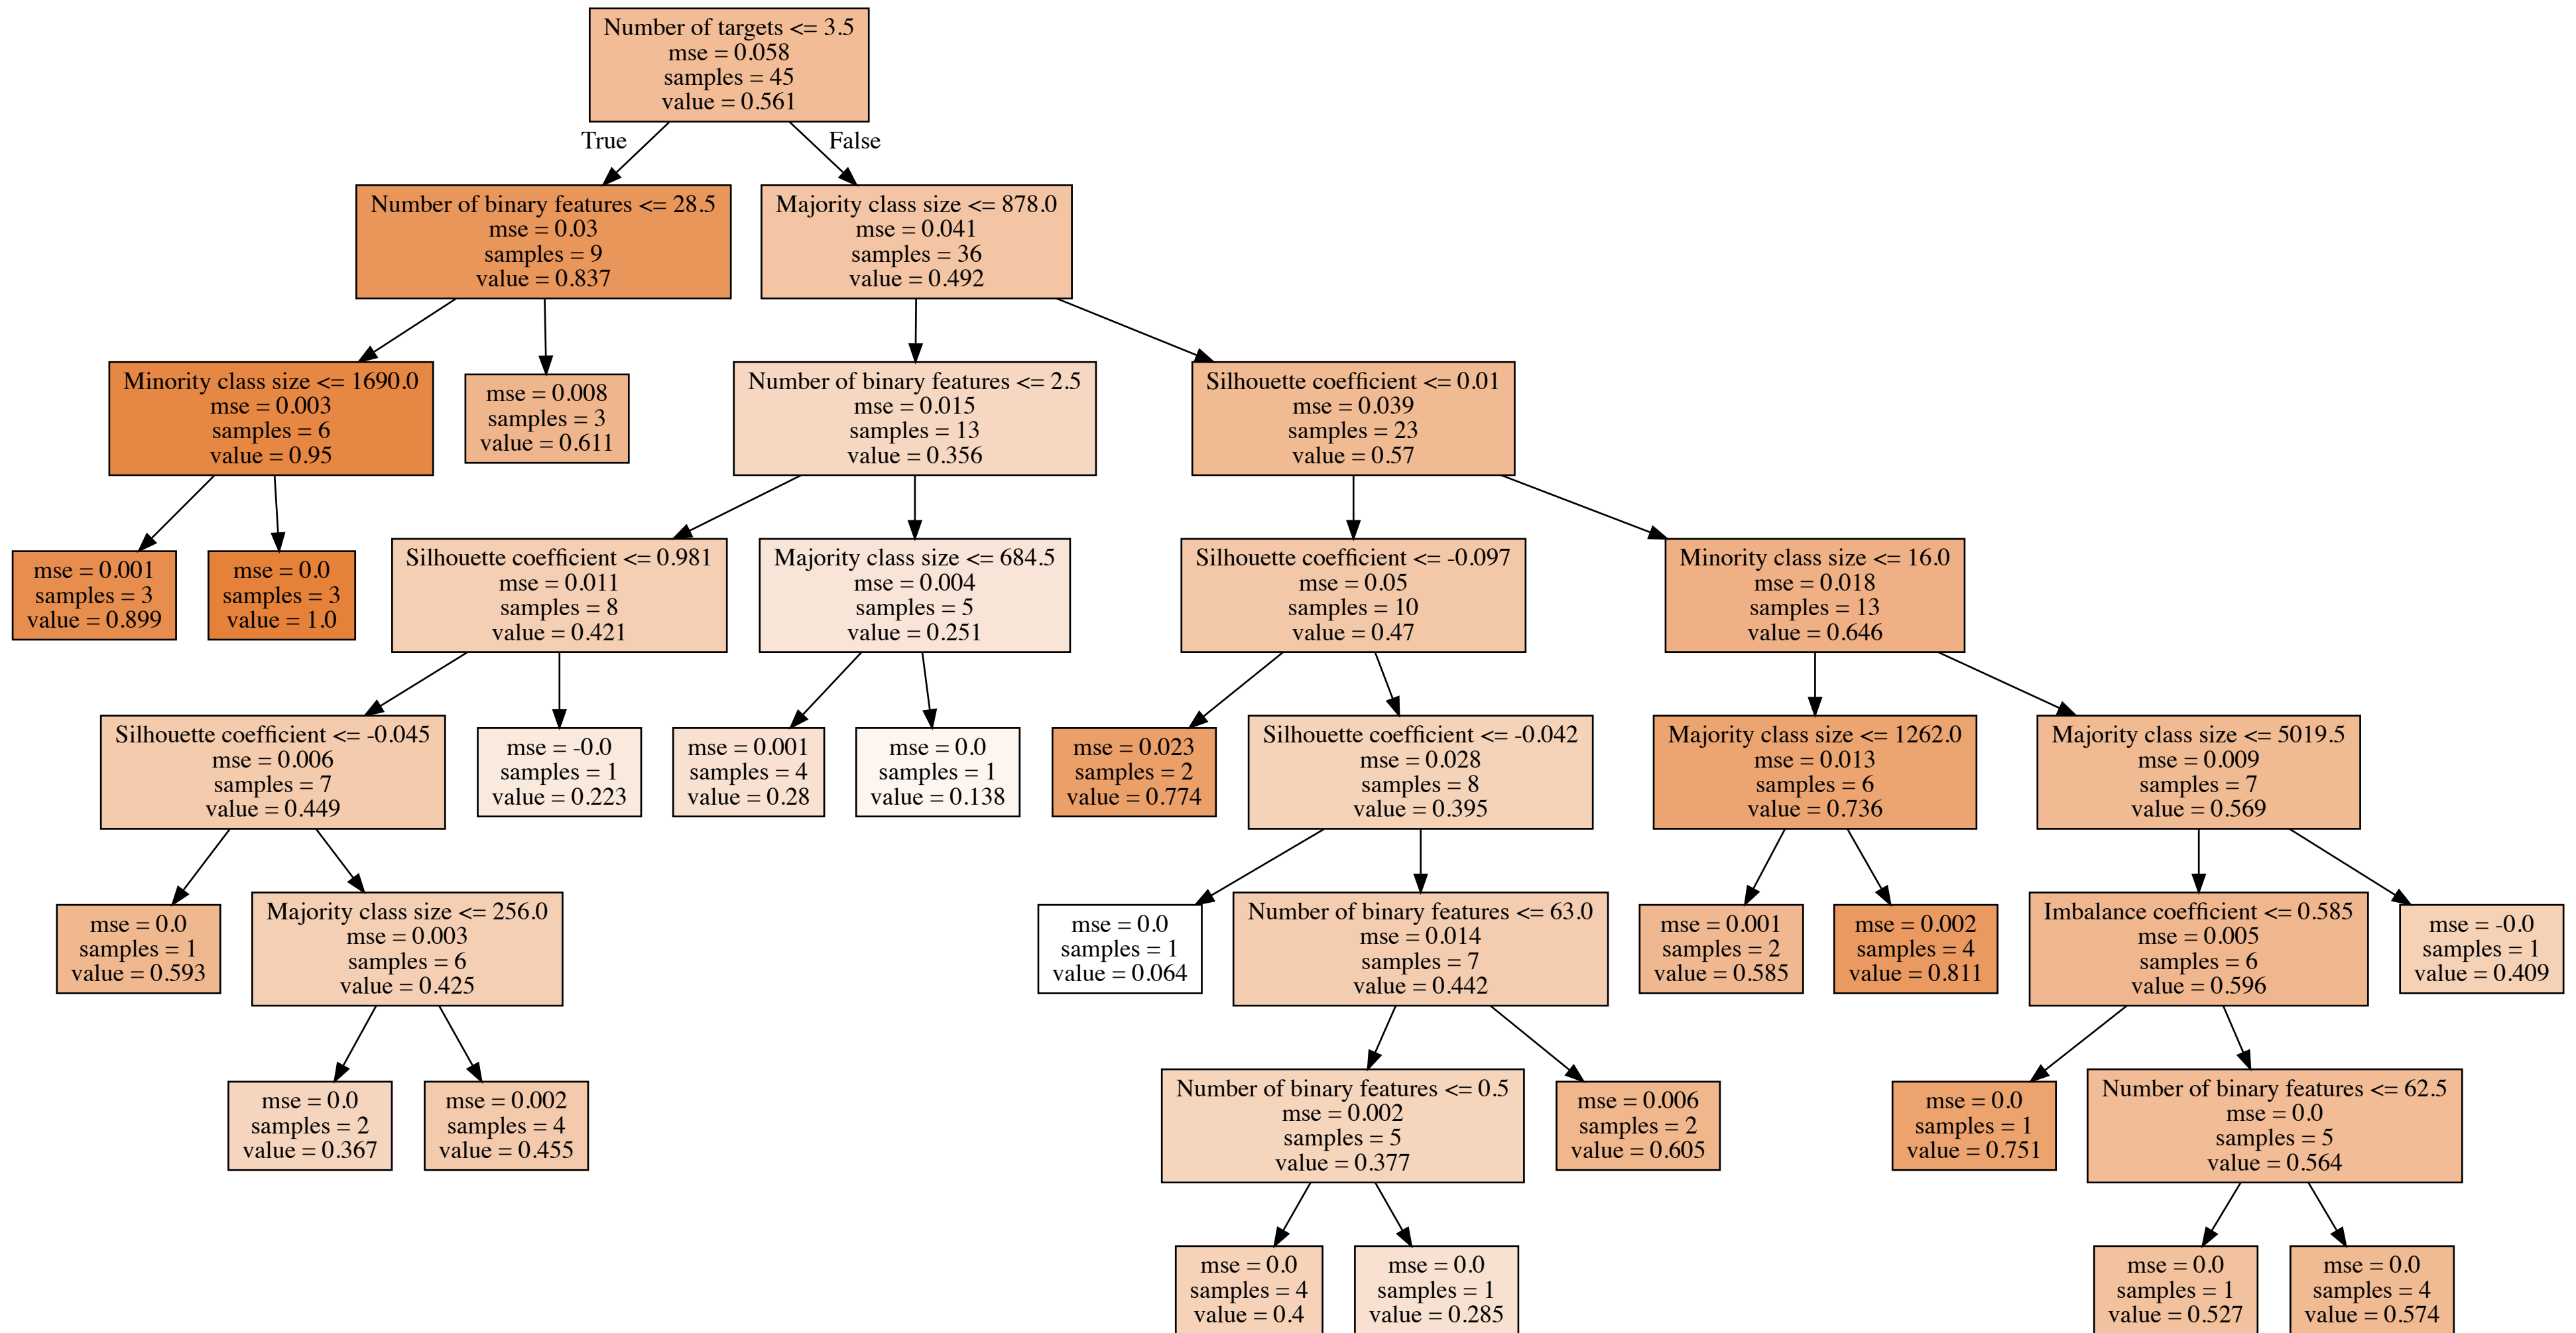 Number of targets <= 3.5
mse = 0.058
samples = 45
value = 0.561
True
False
Number of binary features <= 28.5
mse = 0.03
samples = 9
value = 0.837
Majority class size <= 878.0
mse = 0.041
samples = 36
value = 0.492
Minority class size <= 1690.0
mse = 0.003
samples = 6
value = 0.95
mse = 0.008
samples = 3
value = 0.611
Number of binary features <= 2.5
mse = 0.015
samples = 13
value = 0.356
Silhouette coefficient <= 0.01
mse = 0.039
samples = 23
value = 0.57
mse = 0.001
samples = 3
value = 0.899
mse = 0.0
samples = 3
value = 1.0
Silhouette coefficient <= 0.981
mse = 0.011
samples = 8
value = 0.421
Majority class size <= 684.5
mse = 0.004
samples = 5
value = 0.251
Silhouette coefficient <= -0.097
mse = 0.05
samples = 10
value = 0.47
Minority class size <= 16.0
mse = 0.018
samples = 13
value = 0.646
Silhouette coefficient <= -0.045
mse = 0.006
samples = 7
value = 0.449
mse = -0.0
samples = 1
value = 0.223
mse = 0.001
samples = 4
value = 0.28
mse = 0.0
samples = 1
value = 0.138
mse = 0.023
samples = 2
value = 0.774
Silhouette coefficient <= -0.042
mse = 0.028
samples = 8
value = 0.395
Majority class size <= 1262.0
mse = 0.013
samples = 6
value = 0.736
Majority class size <= 5019.5
mse = 0.009
samples = 7
value = 0.569
mse = 0.0
samples = 1
value = 0.593
Majority class size <= 256.0
mse = 0.003
samples = 6
value = 0.425
mse = 0.0
samples = 1
value = 0.064
Number of binary features <= 63.0
mse = 0.014
samples = 7
value = 0.442
mse = 0.001
samples = 2
value = 0.585
mse = 0.002
samples = 4
value = 0.811
Imbalance coefficient <= 0.585
mse = 0.005
samples = 6
value = 0.596
mse = -0.0
samples = 1
value = 0.409
mse = 0.0
samples = 2
value = 0.367
mse = 0.002
samples = 4
value = 0.455
Number of binary features <= 0.5
mse = 0.002
samples = 5
value = 0.377
mse = 0.006
samples = 2
value = 0.605
mse = 0.0
samples = 1
value = 0.751
Number of binary features <= 62.5
mse = 0.0
samples = 5
value = 0.564
mse = 0.0
samples = 4
value = 0.4
mse = 0.0
samples = 1
value = 0.285
mse = 0.0
samples = 1
value = 0.527
mse = 0.0
samples = 4
value = 0.574